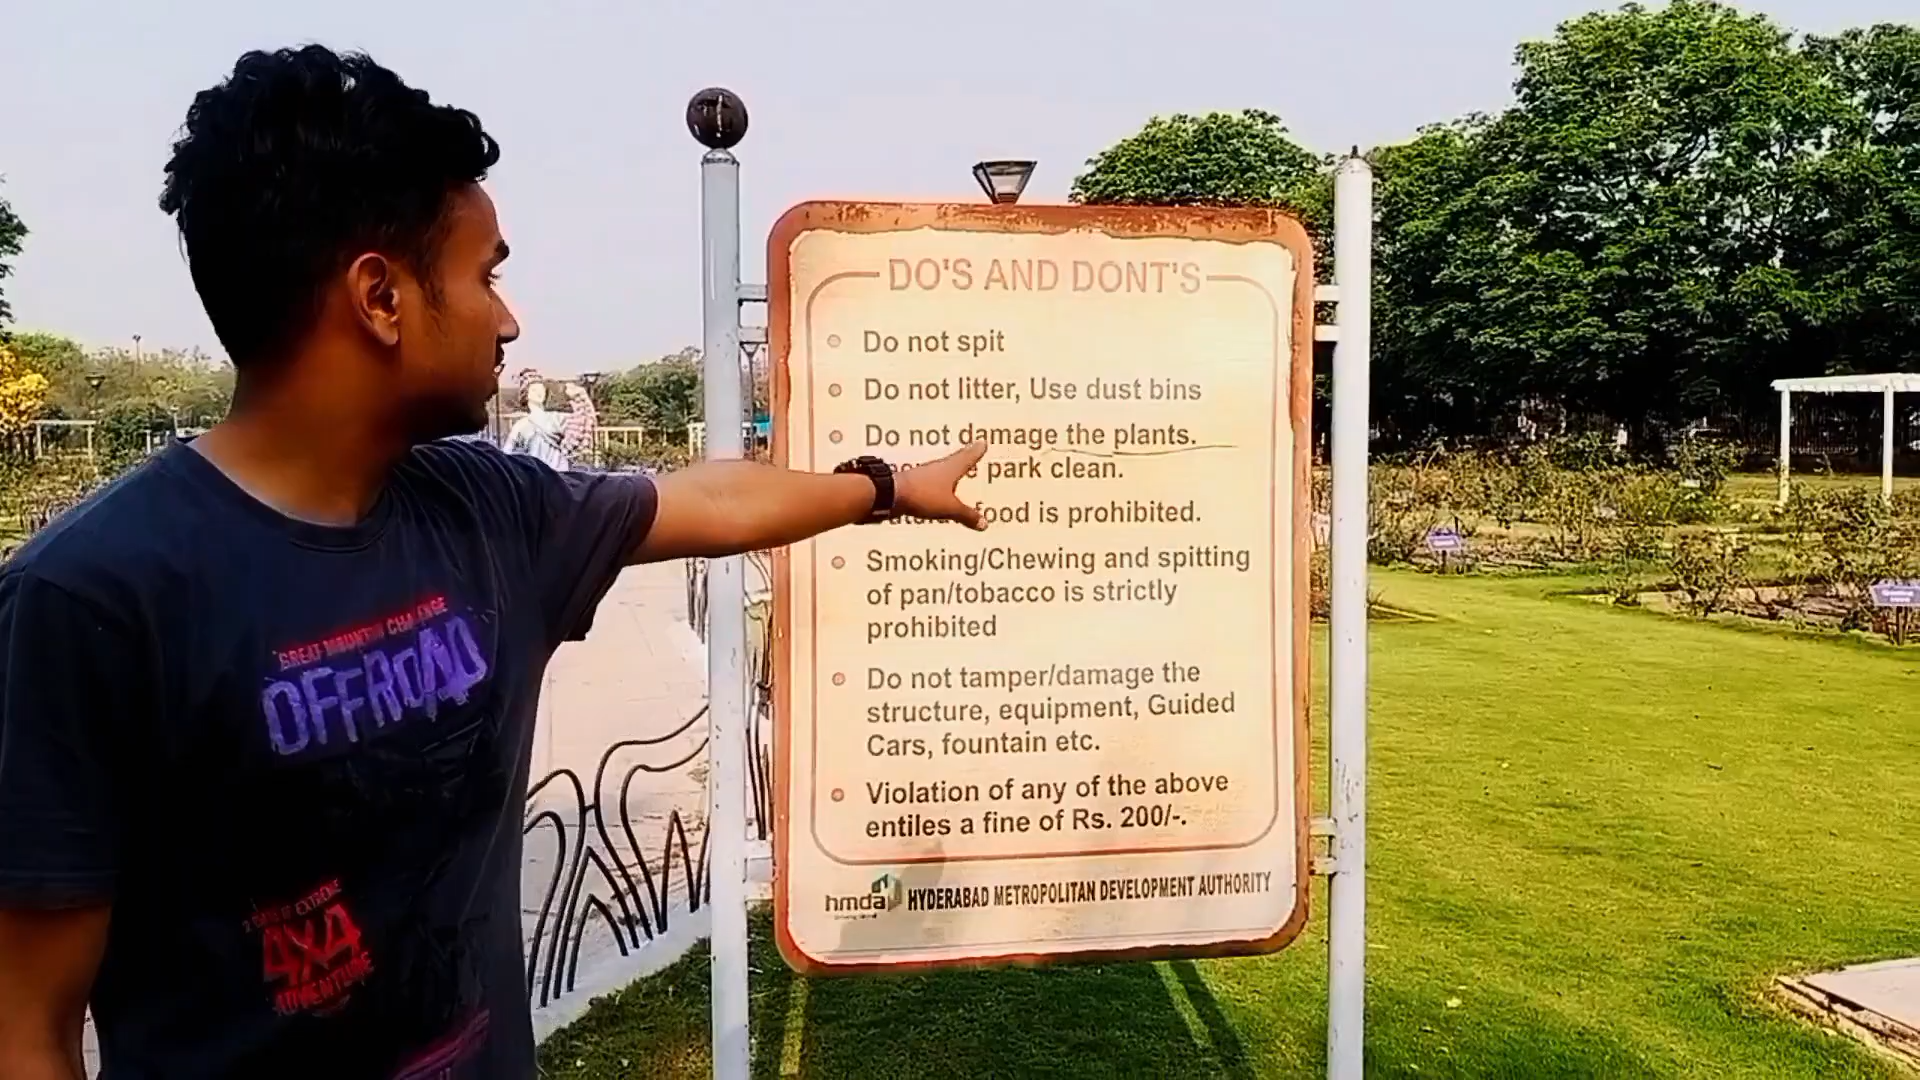 DO'S AND DONT'S
Do not spit
Do not litter, Use dust bins
Do not damage the plants.
park clean.
food is prohibited.
Smoking/Chewing and spitting
of pan/tobacco is strictly
prohibited
Do not tamper/damage the
structure, equipment, Guided
Cars, fountain etc.
Violation of any of the above
entiles a fine of Rs. 200/-.
hmda HYDERABAD METROPOLITAN DEVELOPMENT AUTHORITY
GREAT MOUNTAIN CHALLENGE
OFFROAD
EXTREME
4X4
ADVENTURE